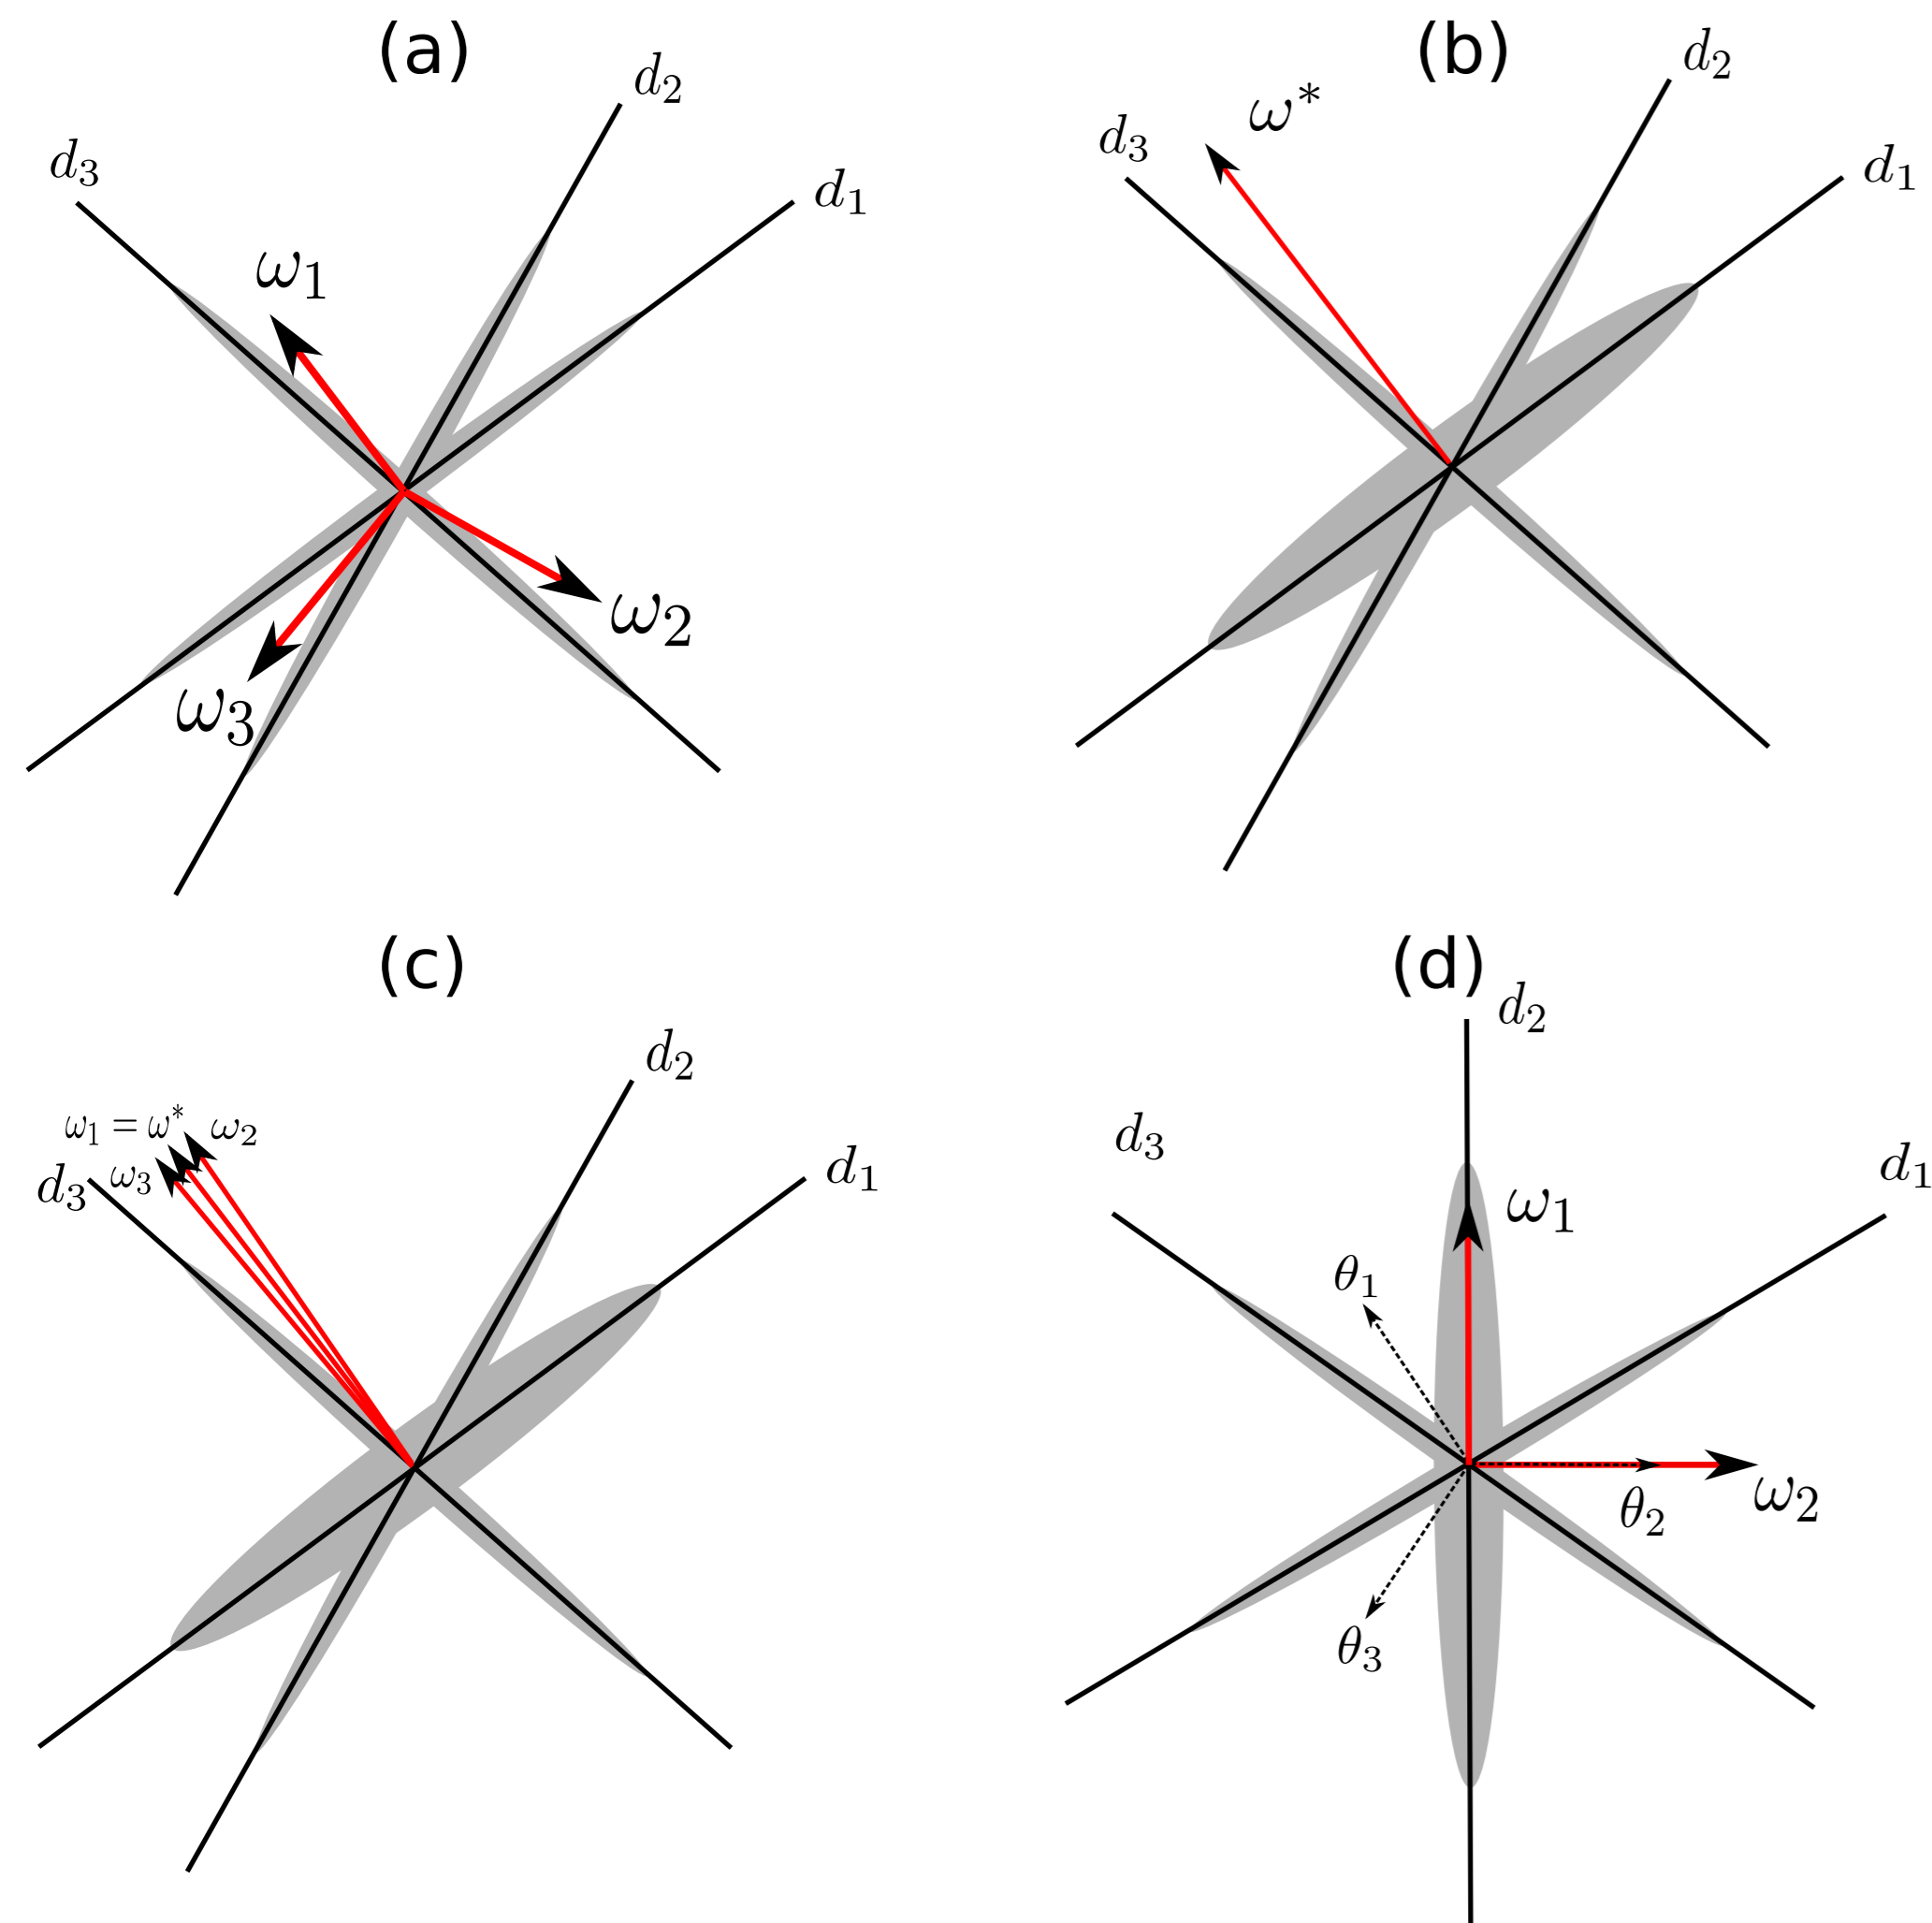 (a)
d₂
d₃
d₁
ω₁
ω₂
ω₃
(b)
d₂
ω*
d₃
d₁
(c)
d₂
ω₁ = ω*
ω₂
d₃
ω₃
d₁
(d)
d₂
d₃
d₁
ω₁
θ₁
ω₂
θ₂
θ₃